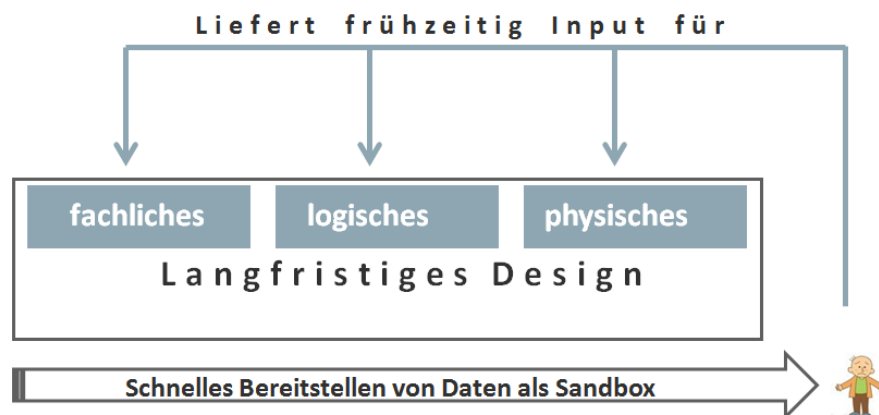 Liefert frühzeitig Input für
fachliches
logisches
physisches
Langfristiges Design
Schnelles Bereitstellen von Daten als Sandbox